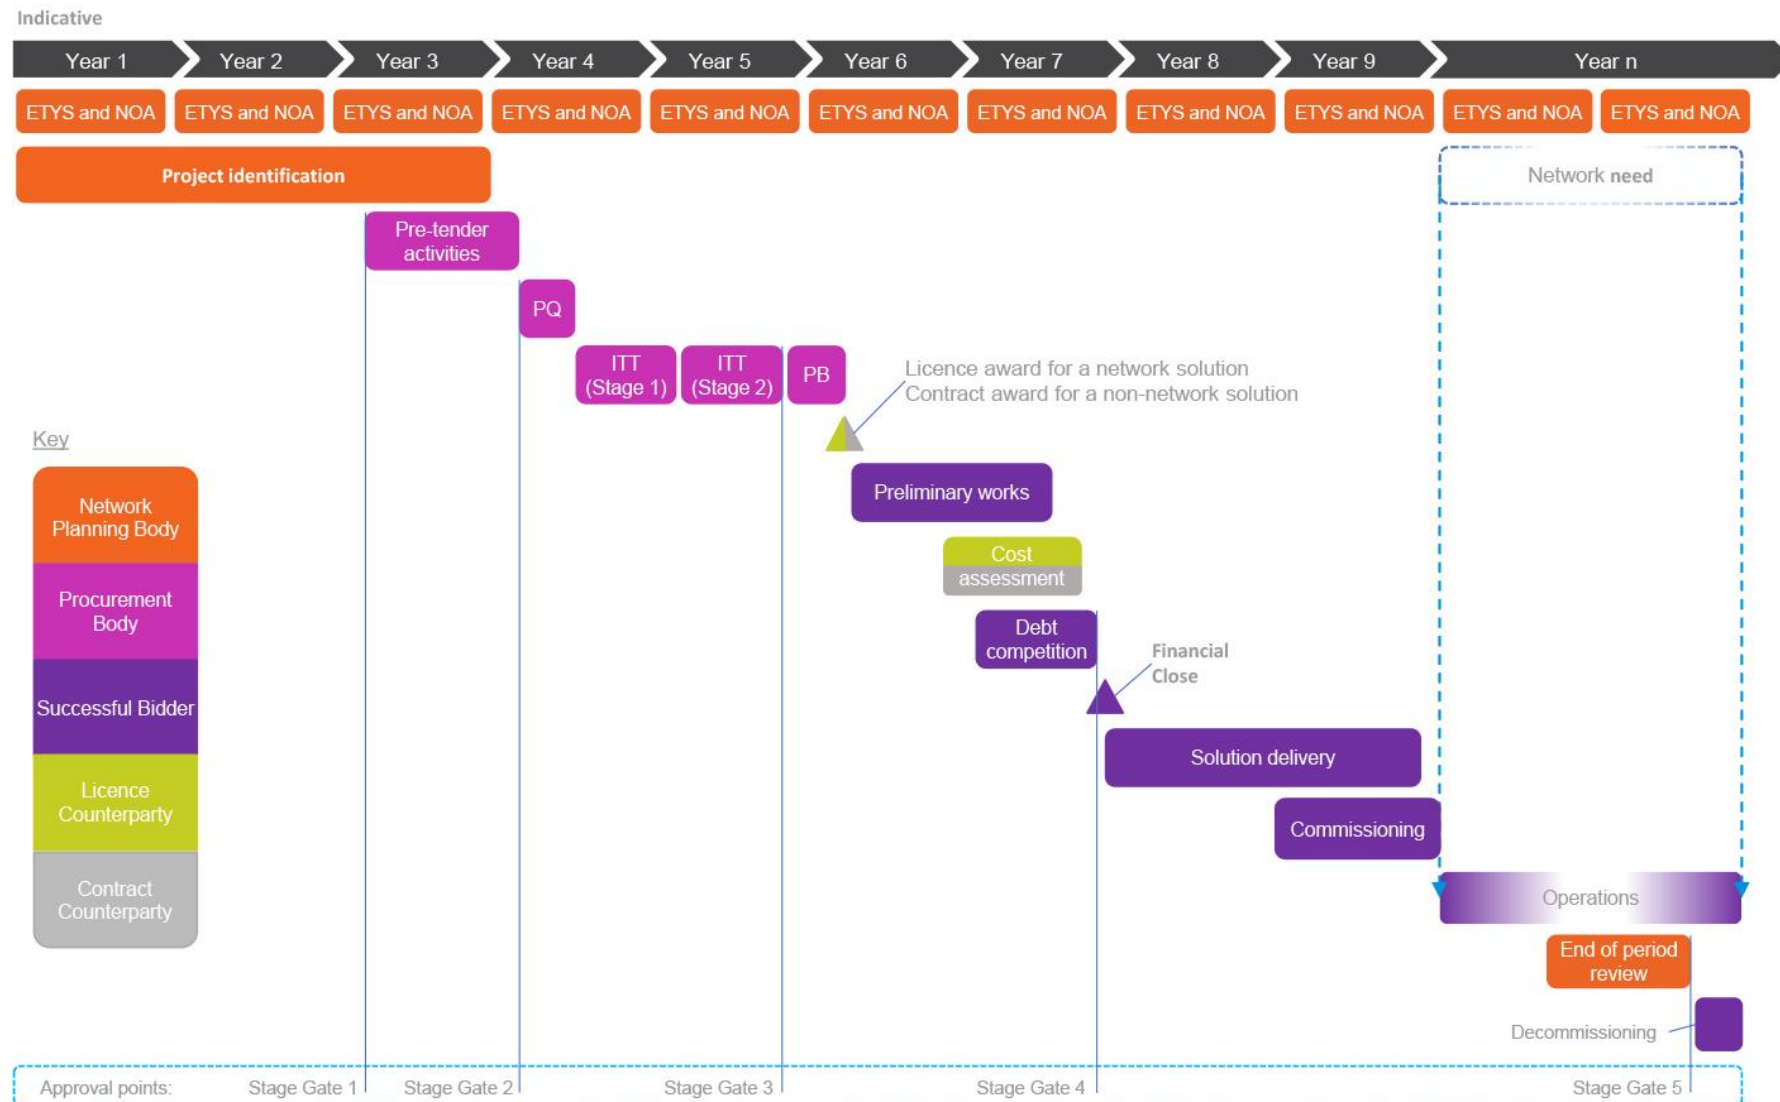 Indicative
Year 1 Year 2 Year 3 Year 4 Year 5 Year 6 Year 7 Year 8 Year 9 Year n
ETYS and NOA ETYS and NOA ETYS and NOA ETYS and NOA ETYS and NOA ETYS and NOA ETYS and NOA ETYS and NOA ETYS and NOA ETYS and NOA ETYS and NOA
Project identification
Network need
Pre-tender
activities
PQ
ITT
(Stage 1)
ITT
(Stage 2)
PB
Licence award for a network solution
Contract award for a non-network solution
Key
Network
Planning Body
Procurement
Body
Successful Bidder
Licence
Counterparty
Contract
Counterparty
Preliminary works
Cost
assessment
Debt
competition
Financial
Close
Solution delivery
Commissioning
Operations
End of period
review
Decommissioning
Approval points: Stage Gate 1 Stage Gate 2 Stage Gate 3 Stage Gate 4 Stage Gate 5